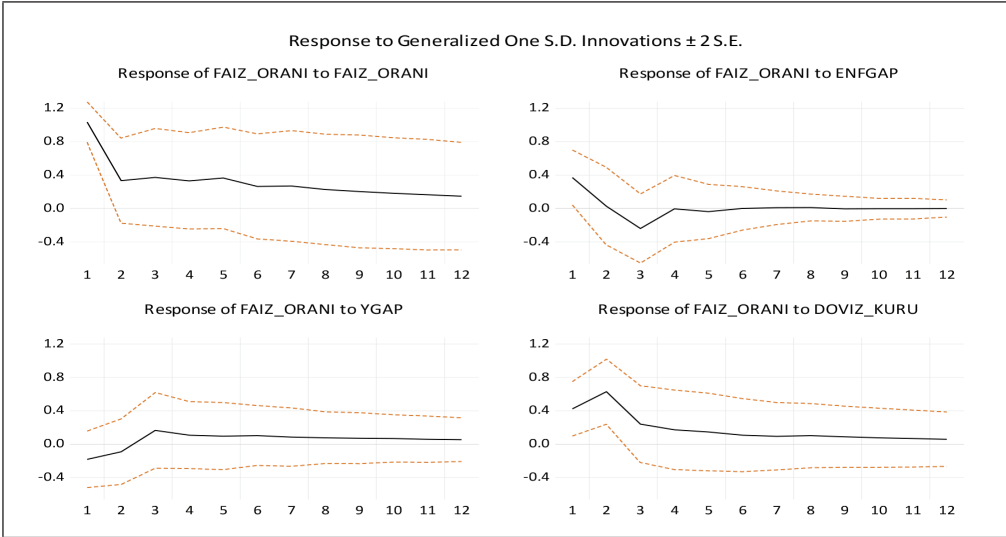 Response to Generalized One S.D. Innovations ± 2 S.E.
Response of FAIZ_ORANI to FAIZ_ORANI
1.2
0.8
0.4
0.0
-0.4
1 2 3 4 5 6 7 8 9 10 11 12
Response of FAIZ_ORANI to ENFGAP
1.2
0.8
0.4
0.0
-0.4
1 2 3 4 5 6 7 8 9 10 11 12
Response of FAIZ_ORANI to YGAP
1.2
0.8
0.4
0.0
-0.4
1 2 3 4 5 6 7 8 9 10 11 12
Response of FAIZ_ORANI to DOVIZ_KURU
1.2
0.8
0.4
0.0
-0.4
1 2 3 4 5 6 7 8 9 10 11 12